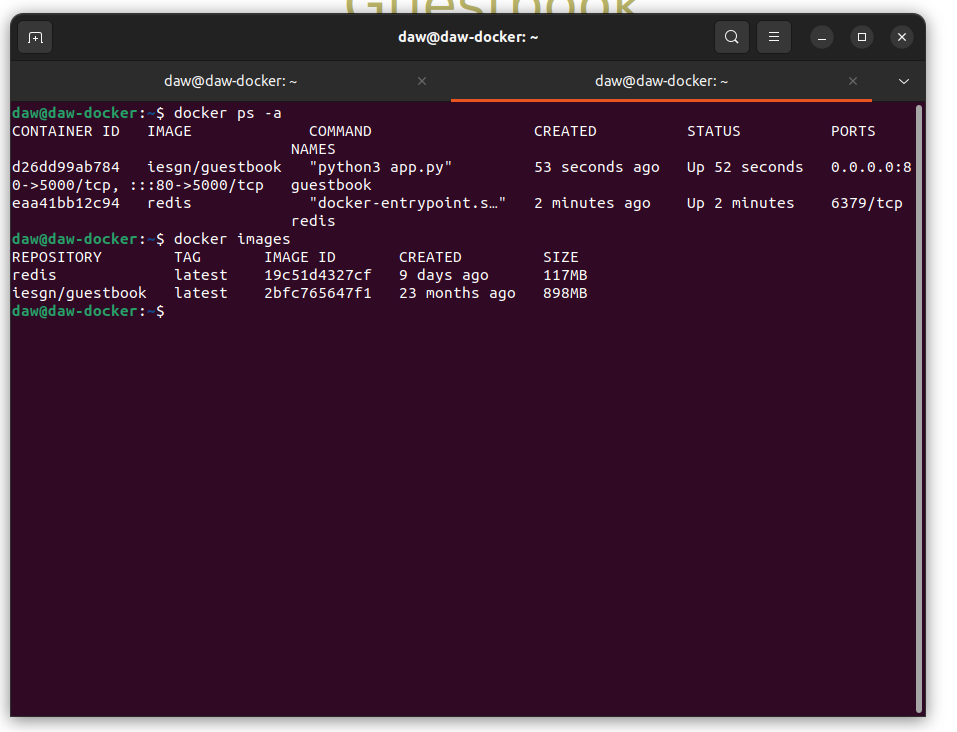 Guestbook
daw@daw-docker: ~
daw@daw-docker: ~
daw@daw-docker: ~
daw@daw-docker:~$ docker ps -a
CONTAINER ID   IMAGE             COMMAND                  CREATED          STATUS          PORTS
                               NAMES
d26dd99ab784   iesgn/guestbook   "python3 app.py"         53 seconds ago   Up 52 seconds   0.0.0.0:8
0->5000/tcp, :::80->5000/tcp   guestbook
eaa41bb12c94   redis             "docker-entrypoint.s…"   2 minutes ago    Up 2 minutes    6379/tcp
                               redis
daw@daw-docker:~$ docker images
REPOSITORY        TAG       IMAGE ID       CREATED         SIZE
redis             latest    19c51d4327cf   9 days ago      117MB
iesgn/guestbook   latest    2bfc765647f1   23 months ago   898MB
daw@daw-docker:~$